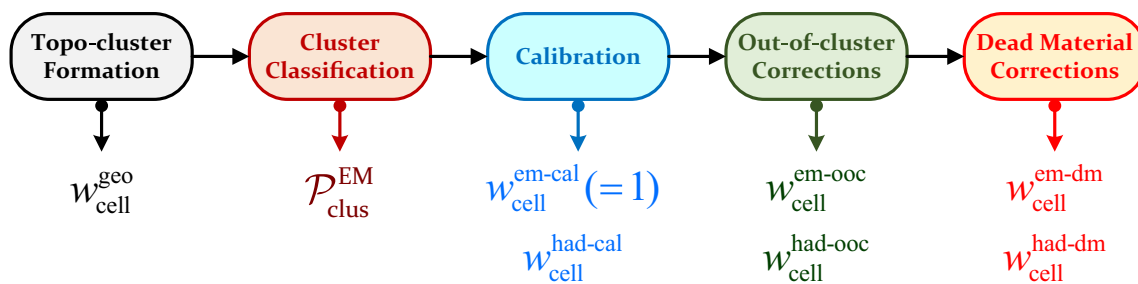 Topo-cluster
Formation
Cluster
Classification
Calibration
Out-of-cluster
Corrections
Dead Material
Corrections
w_cell^geo
𝒫_clus^EM
w_cell^em-cal (= 1)
w_cell^had-cal
w_cell^em-ooc
w_cell^had-ooc
w_cell^em-dm
w_cell^had-dm